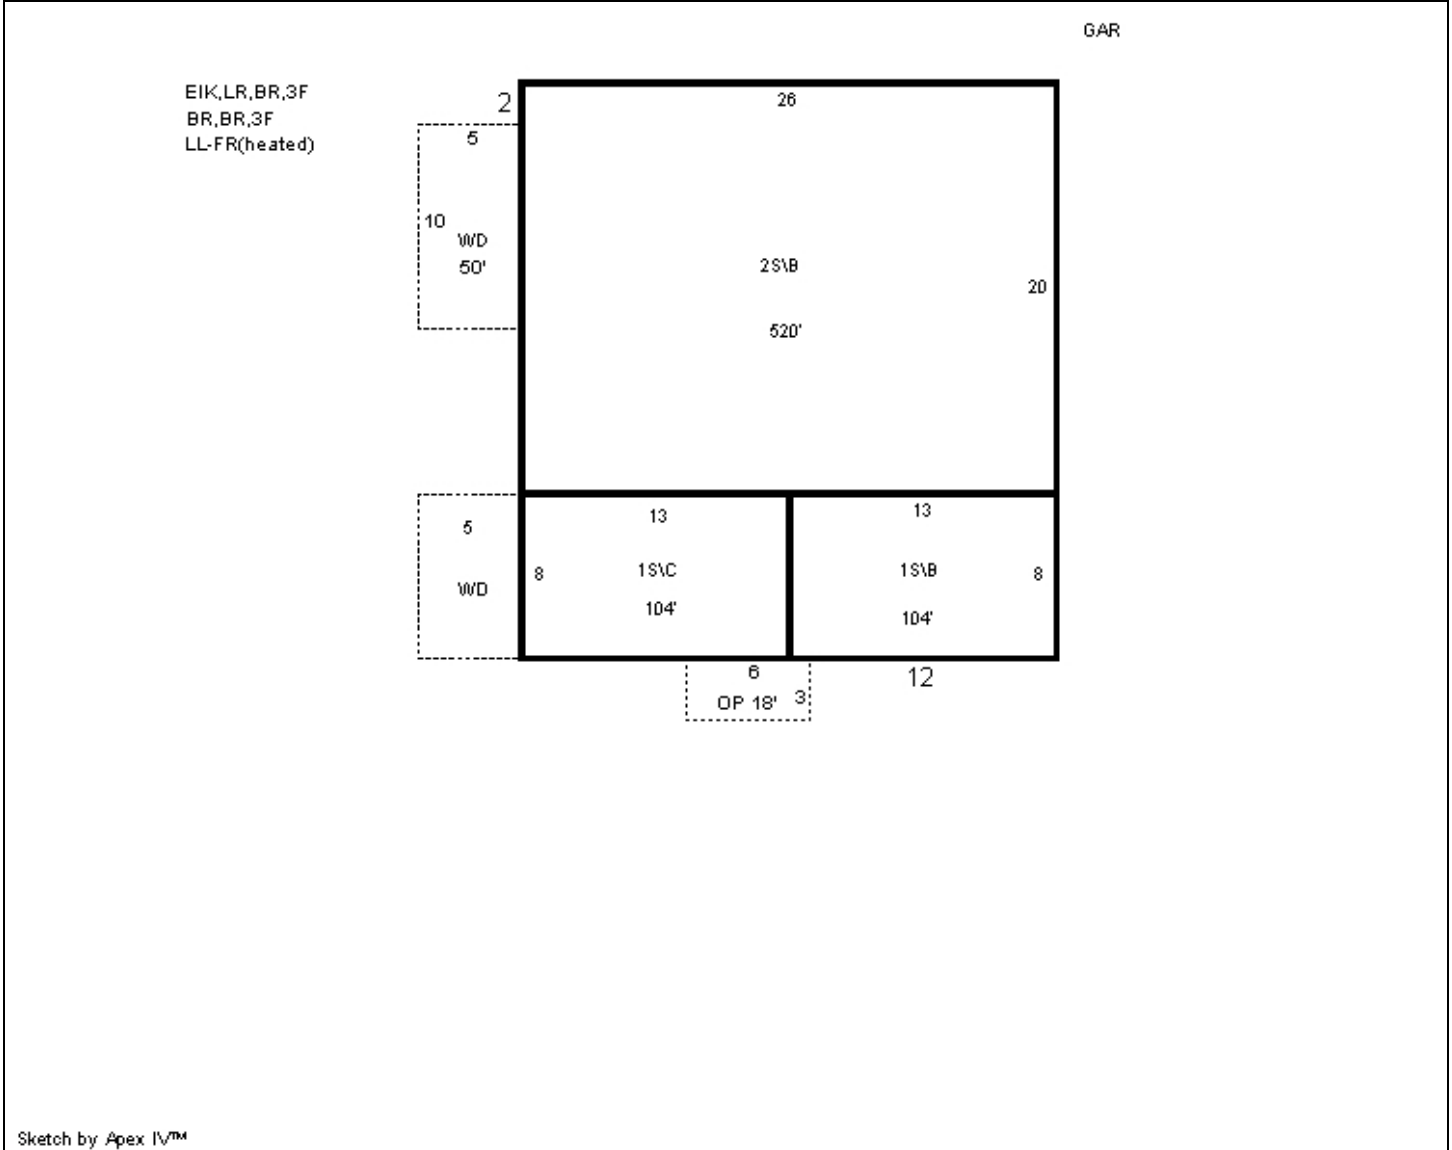 GAR
EIK,LR,BR,3F
BR,BR,3F
LL-FR(heated)
2
26
5
10
WD
50'
2S\B
20
520'
5
WD
13
8
1S\C
104'
13
1S\B
8
104'
6
OP 18'
3
12
Sketch by Apex IV™